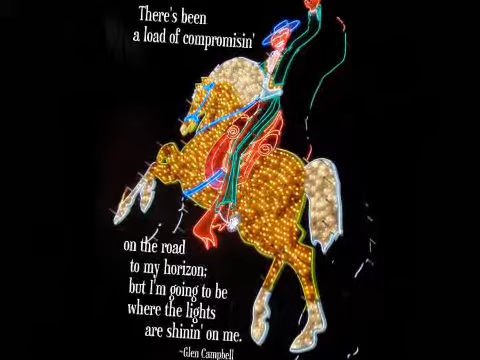 There's been
a load of compromisin'
on the road
to my horizon;
but I'm going to be
where the lights
are shinin' on me.
~Glen Campbell